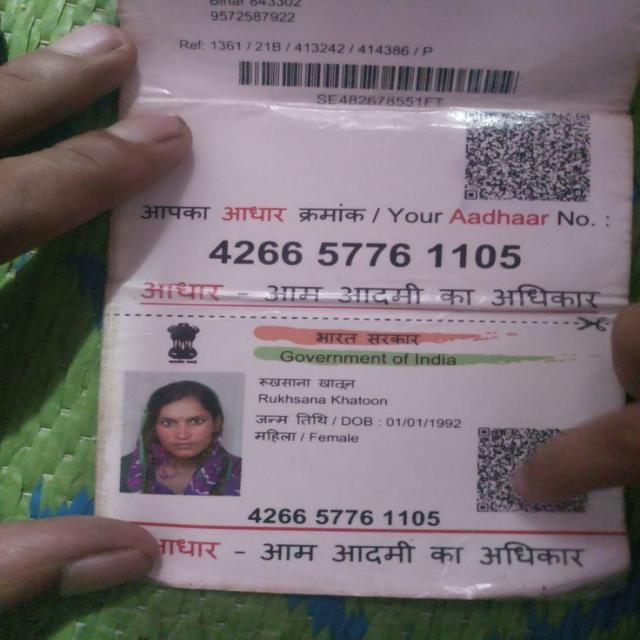 Bihar 843302
9572587922
Ref: 1361 / 21B / 413242 / 414386 / P
SE482678551FT
आपका आधार क्रमांक / Your Aadhaar No. :
4266 5776 1105
आधार - आम आदमी का अधिकार
भारत सरकार
Government of India
रूखसाना खातून
Rukhsana Khatoon
जन्म तिथि / DOB : 01/01/1992
महिला / Female
4266 5776 1105
आधार - आम आदमी का अधिकार